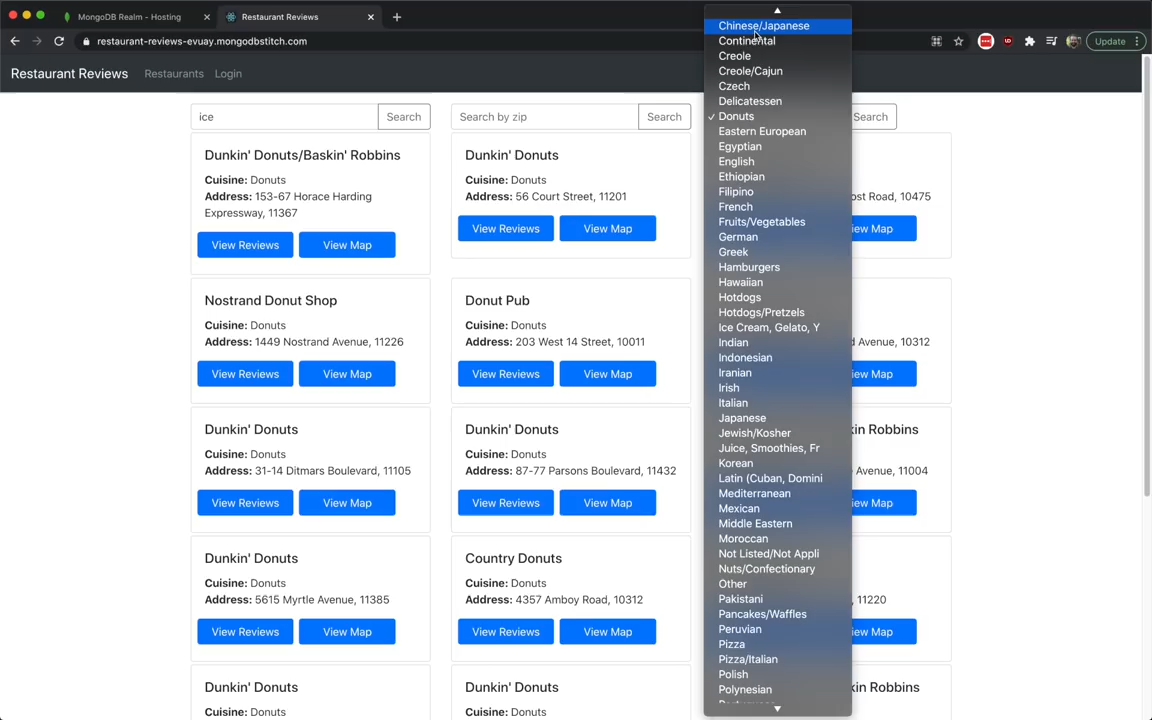 MongoDB Realm - Hosting
Restaurant Reviews
restaurant-reviews-evuay.mongodbstitch.com
Update
Restaurant Reviews
Restaurants
Login
ice
Search
Search by zip
Search
Search
Dunkin' Donuts/Baskin' Robbins
Cuisine: Donuts
Address: 153-67 Horace Harding
Expressway, 11367
View Reviews
View Map
Dunkin' Donuts
Cuisine: Donuts
Address: 56 Court Street, 11201
View Reviews
View Map
ost Road, 10475
ew Map
Nostrand Donut Shop
Cuisine: Donuts
Address: 1449 Nostrand Avenue, 11226
View Reviews
View Map
Donut Pub
Cuisine: Donuts
Address: 203 West 14 Street, 10011
View Reviews
View Map
d Avenue, 10312
ew Map
Dunkin' Donuts
Cuisine: Donuts
Address: 31-14 Ditmars Boulevard, 11105
View Reviews
View Map
Dunkin' Donuts
Cuisine: Donuts
Address: 87-77 Parsons Boulevard, 11432
View Reviews
View Map
kin Robbins
Avenue, 11004
ew Map
Dunkin' Donuts
Cuisine: Donuts
Address: 5615 Myrtle Avenue, 11385
View Reviews
View Map
Country Donuts
Cuisine: Donuts
Address: 4357 Amboy Road, 10312
View Reviews
View Map
, 11220
ew Map
Dunkin' Donuts
Cuisine: Donuts
Dunkin' Donuts
Cuisine: Donuts
kin Robbins
Chinese/Japanese
Continental
Creole
Creole/Cajun
Czech
Delicatessen
✓ Donuts
Eastern European
Egyptian
English
Ethiopian
Filipino
French
Fruits/Vegetables
German
Greek
Hamburgers
Hawaiian
Hotdogs
Hotdogs/Pretzels
Ice Cream, Gelato, Y
Indian
Indonesian
Iranian
Irish
Italian
Japanese
Jewish/Kosher
Juice, Smoothies, Fr
Korean
Latin (Cuban, Domini
Mediterranean
Mexican
Middle Eastern
Moroccan
Not Listed/Not Appli
Nuts/Confectionary
Other
Pakistani
Pancakes/Waffles
Peruvian
Pizza
Pizza/Italian
Polish
Polynesian